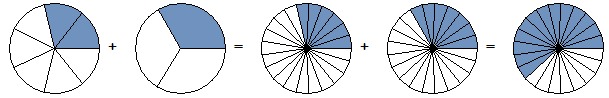 + = + =